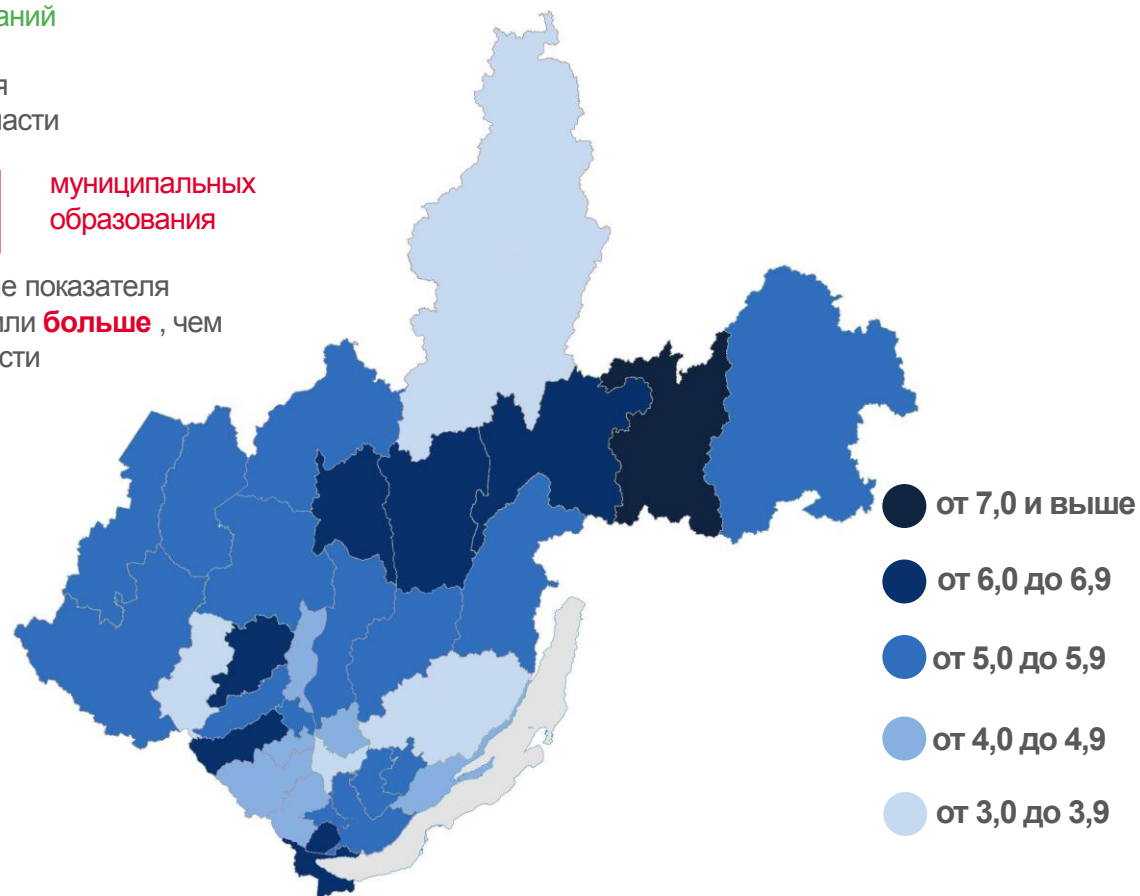 аний
я
ласти
муниципальных
образования
е показателя
или больше , чем
сти
от 7,0 и выше
от 6,0 до 6,9
от 5,0 до 5,9
от 4,0 до 4,9
от 3,0 до 3,9